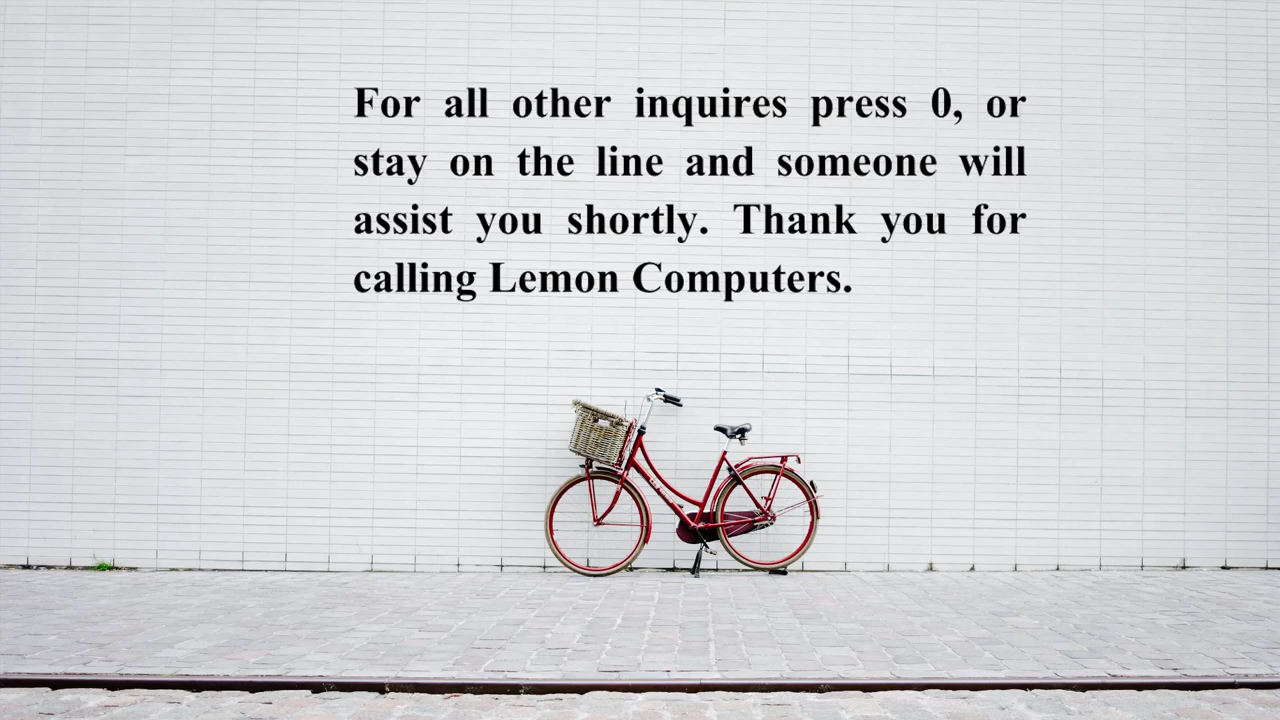 For all other inquires press 0, or
stay on the line and someone will
assist you shortly. Thank you for
calling Lemon Computers.